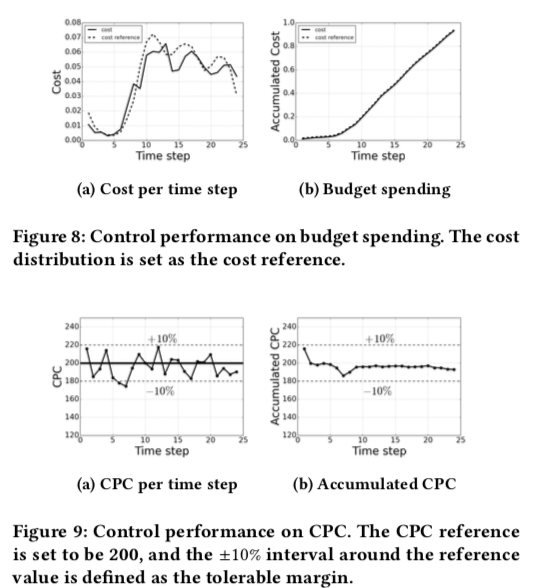 0.08
0.07
0.06
0.05
0.04
0.03
0.02
0.01
0.00
Cost
cost
cost reference
0 5 10 15 20 25
Time step
1.0
0.8
0.6
0.4
0.2
0.0
Accumulated Cost
cost
cost reference
0 5 10 15 20 25
Time step
(a) Cost per time step (b) Budget spending
Figure 8: Control performance on budget spending. The cost
distribution is set as the cost reference.
240
220
200
180
160
140
120
CPC
+10%
−10%
0 5 10 15 20 25
Time step
240
220
200
180
160
140
120
Accumulated CPC
+10%
−10%
0 5 10 15 20 25
Time step
(a) CPC per time step (b) Accumulated CPC
Figure 9: Control performance on CPC. The CPC reference
is set to be 200, and the ±10% interval around the reference
value is defined as the tolerable margin.